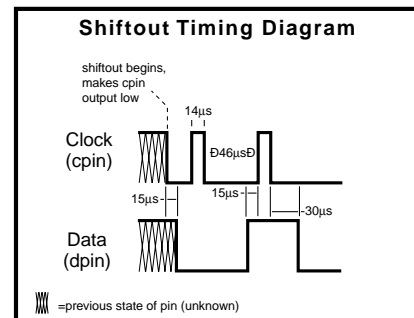 Shiftout Timing Diagram
shiftout begins,
makes cpin
output low
14µs
Clock
(cpin)
Ð46µsÐ
15µs
15µs
30µs
Data
(dpin)
=previous state of pin (unknown)